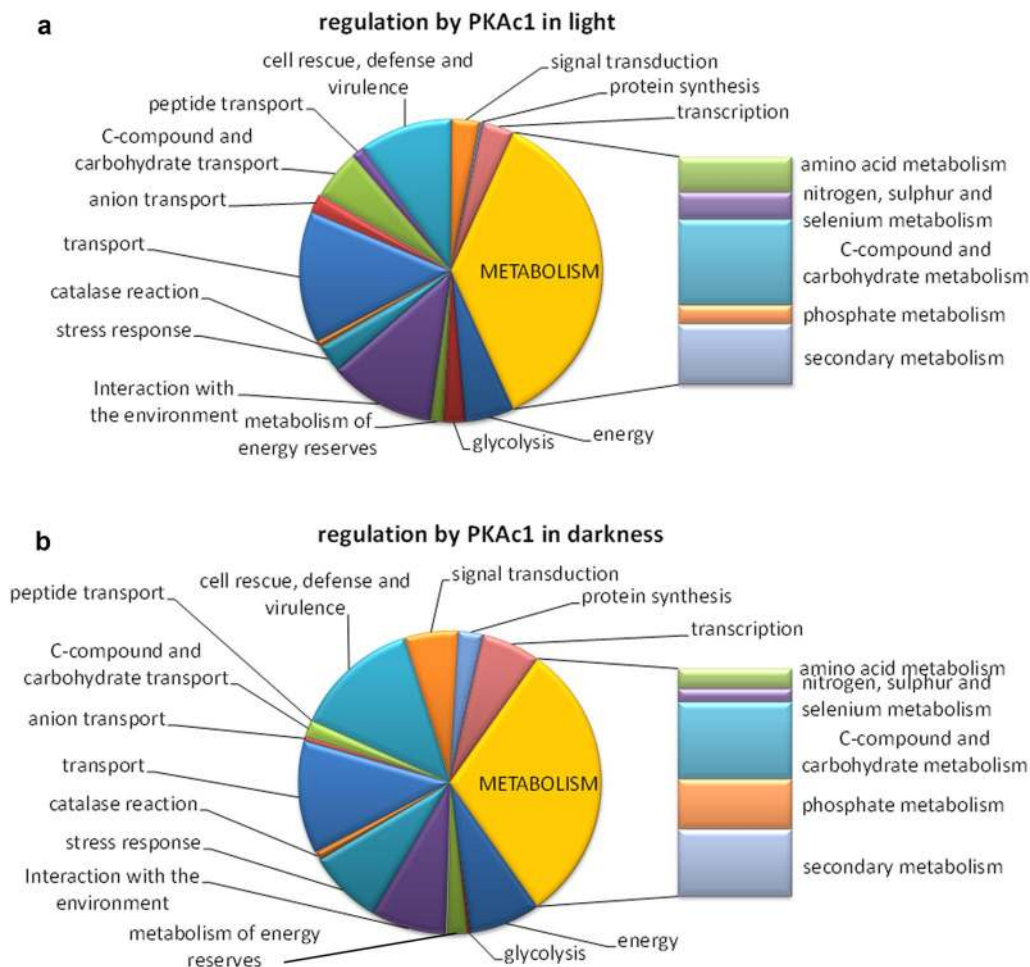 a
regulation by PKAc1 in light
cell rescue, defense and
virulence
signal transduction
protein synthesis
transcription
peptide transport
C-compound and
carbohydrate transport
anion transport
transport
catalase reaction
stress response
Interaction with
the environment
metabolism of
energy reserves
glycolysis
energy
METABOLISM
amino acid metabolism
nitrogen, sulphur and
selenium metabolism
C-compound and
carbohydrate metabolism
phosphate metabolism
secondary metabolism
b
regulation by PKAc1 in darkness
cell rescue, defense and
virulence
signal transduction
protein synthesis
transcription
peptide transport
C-compound and
carbohydrate transport
anion transport
transport
catalase reaction
stress response
Interaction with the
environment
metabolism of energy
reserves
glycolysis
energy
METABOLISM
amino acid metabolism
nitrogen, sulphur and
selenium metabolism
C-compound and
carbohydrate metabolism
phosphate metabolism
secondary metabolism